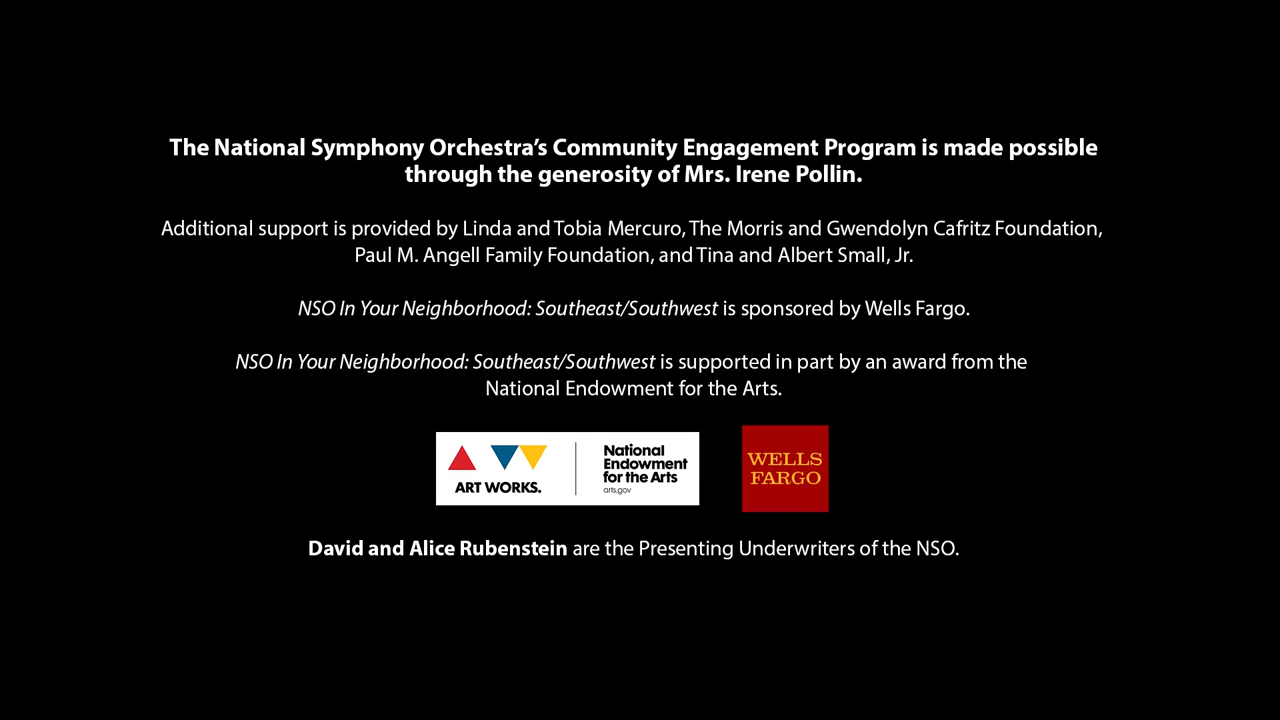 The National Symphony Orchestra’s Community Engagement Program is made possible
through the generosity of Mrs. Irene Pollin.
Additional support is provided by Linda and Tobia Mercuro, The Morris and Gwendolyn Cafritz Foundation,
Paul M. Angell Family Foundation, and Tina and Albert Small, Jr.
NSO In Your Neighborhood: Southeast/Southwest is sponsored by Wells Fargo.
NSO In Your Neighborhood: Southeast/Southwest is supported in part by an award from the
National Endowment for the Arts.
ART WORKS.
National
Endowment
for the Arts
arts.gov
WELLS
FARGO
David and Alice Rubenstein are the Presenting Underwriters of the NSO.